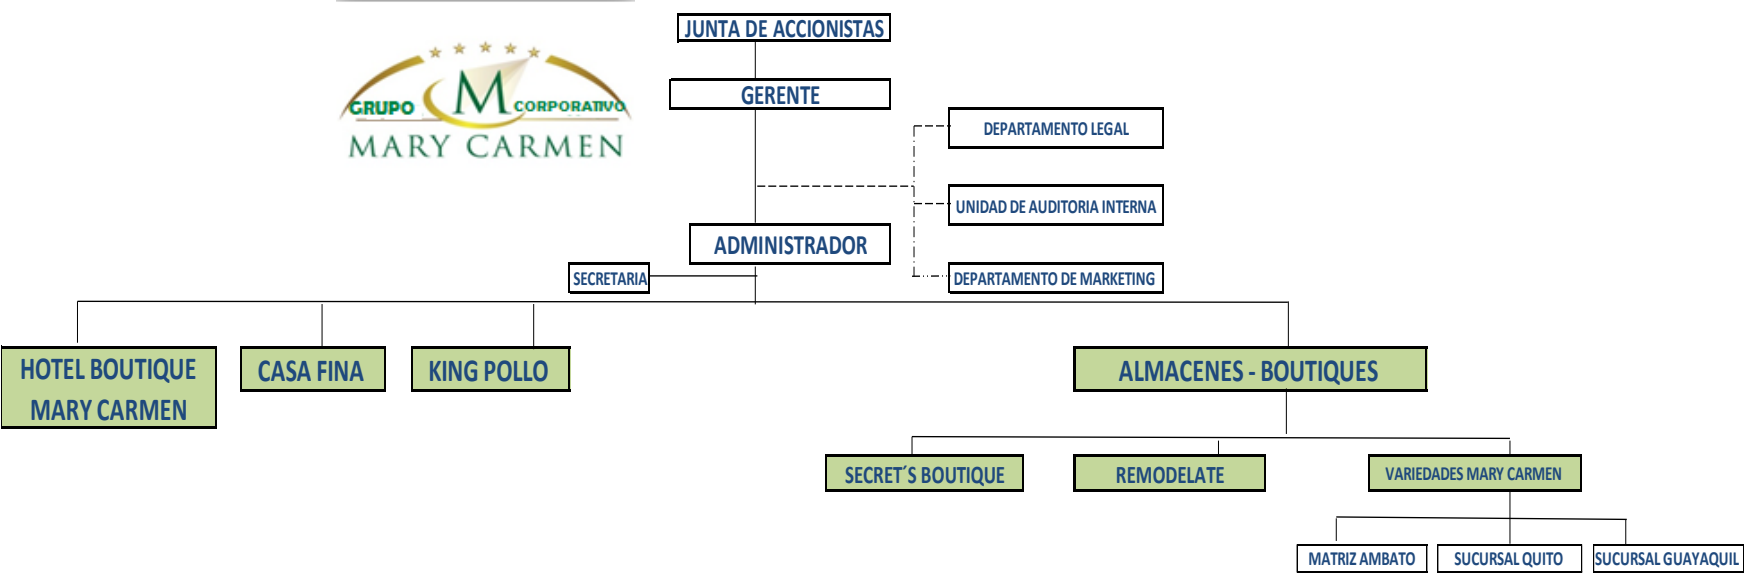 JUNTA DE ACCIONISTAS
GRUPO M CORPORATIVO
MARY CARMEN
GERENTE
DEPARTAMENTO LEGAL
UNIDAD DE AUDITORIA INTERNA
ADMINISTRADOR
SECRETARIA
DEPARTAMENTO DE MARKETING
HOTEL BOUTIQUE
MARY CARMEN
CASA FINA
KING POLLO
ALMACENES - BOUTIQUES
SECRET´S BOUTIQUE
REMODELATE
VARIEDADES MARY CARMEN
MATRIZ AMBATO
SUCURSAL QUITO
SUCURSAL GUAYAQUIL